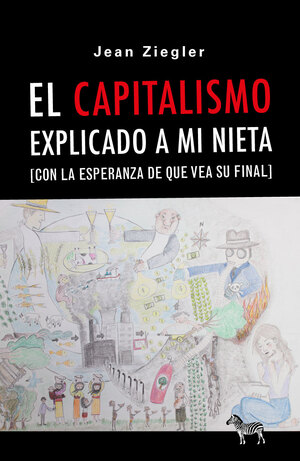 Jean Ziegler
EL CAPITALISMO
EXPLICADO A MI NIETA
[CON LA ESPERANZA DE QUE VEA SU FINAL]